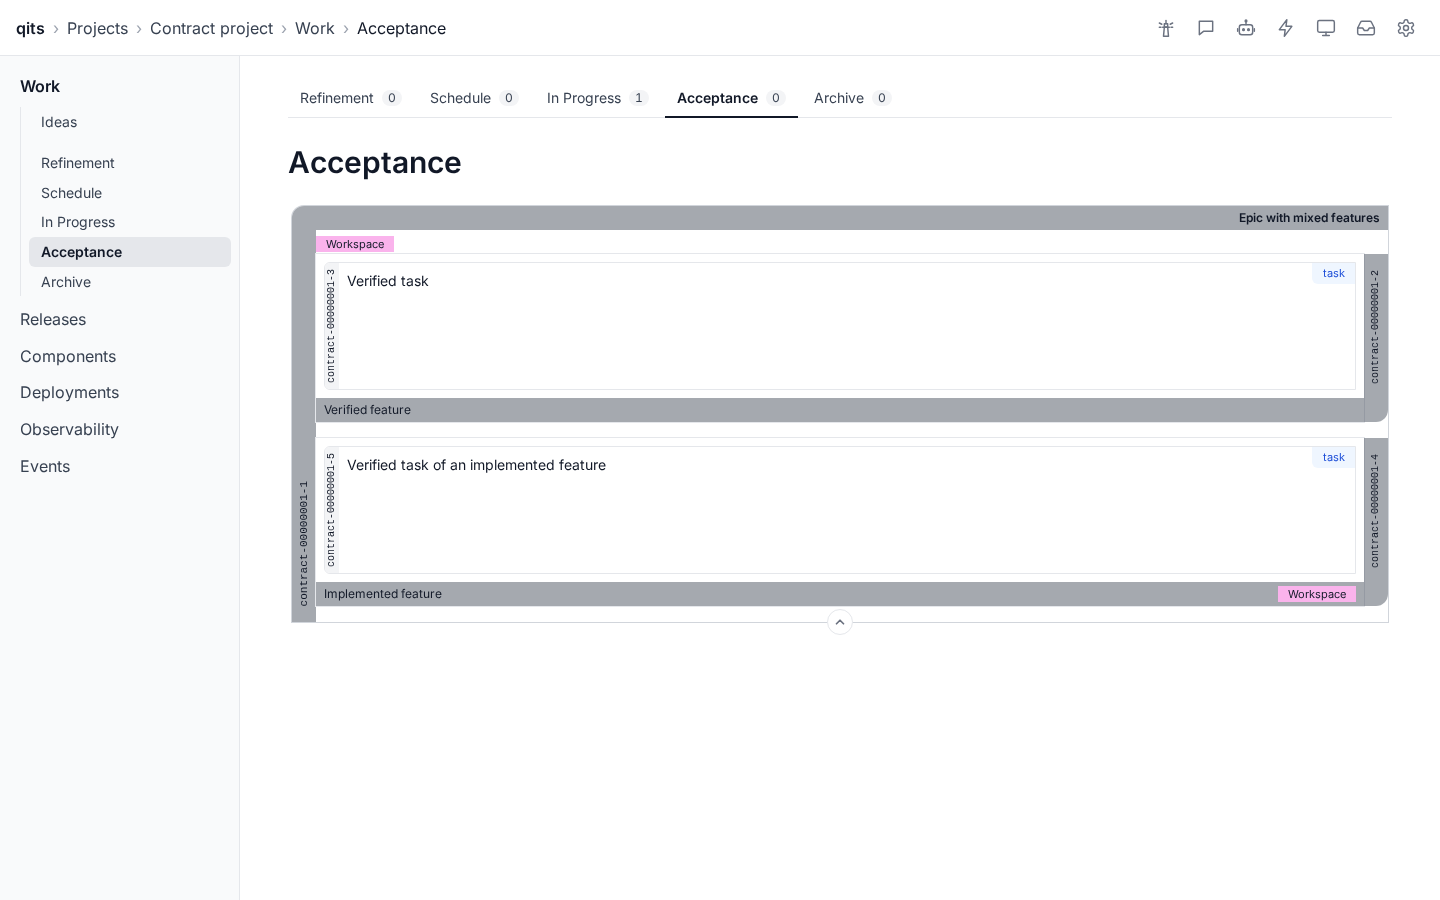 qits › Projects › Contract project › Work › Acceptance
Work
Ideas
Refinement
Schedule
In Progress
Acceptance
Archive
Releases
Components
Deployments
Observability
Events
Refinement 0 Schedule 0 In Progress 1 Acceptance 0 Archive 0
Acceptance
Epic with mixed features
Workspace
contract-00000001-3
Verified task
task
contract-00000001-2
Verified feature
contract-00000001-5
Verified task of an implemented feature
task
contract-00000001-4
contract-00000001-1
Implemented feature
Workspace